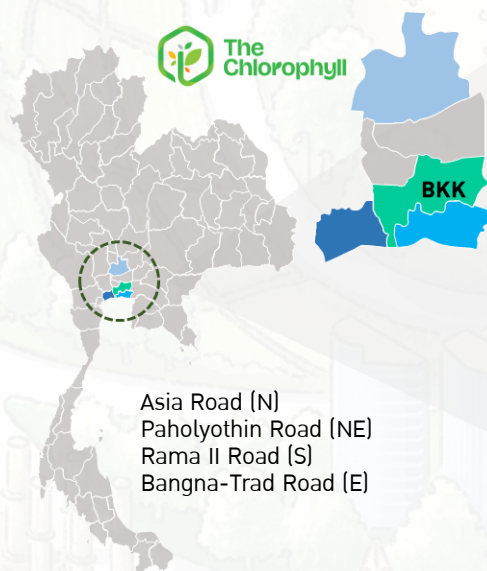 The
Chlorophyll
BKK
Asia Road (N)
Paholyothin Road (NE)
Rama II Road (S)
Bangna-Trad Road (E)